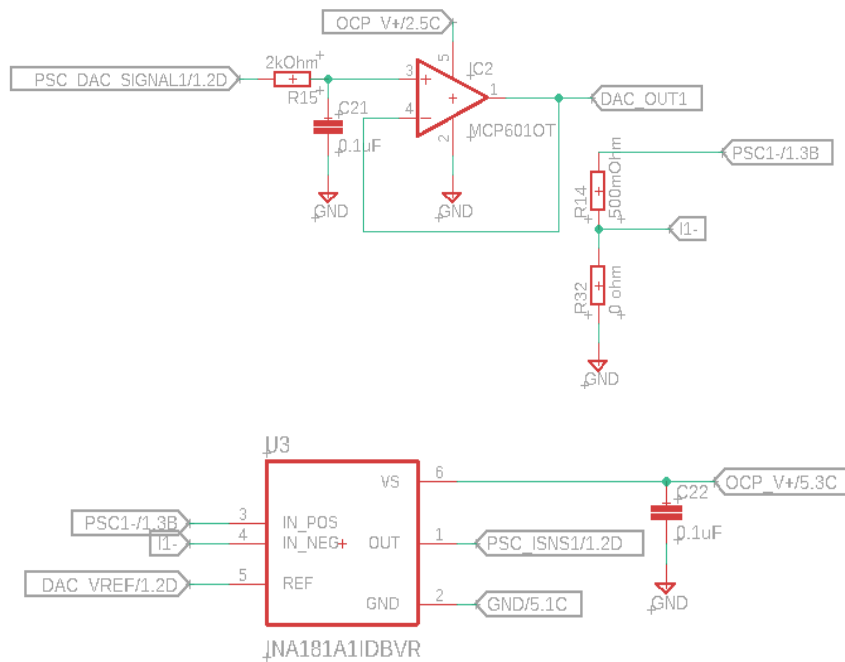 OCP_V+/2.5C
2kOhm
PSC_DAC_SIGNAL1/1.2D
R15
3
5
IC2
4
1
DAC_OUT1
C21
0.1uF
2
MCP601OT
GND
GND
PSC1-/1.3B
R14
500mOhm
I1-
R32
0 ohm
GND
U3
VS
6
C22
OCP_V+/5.3C
0.1uF
PSC1-/1.3B
3
IN_POS
I1-
4
IN_NEG
OUT
1
PSC_ISNS1/1.2D
DAC_VREF/1.2D
5
REF
GND
2
GND/5.1C
GND
INA181A1IDBVR